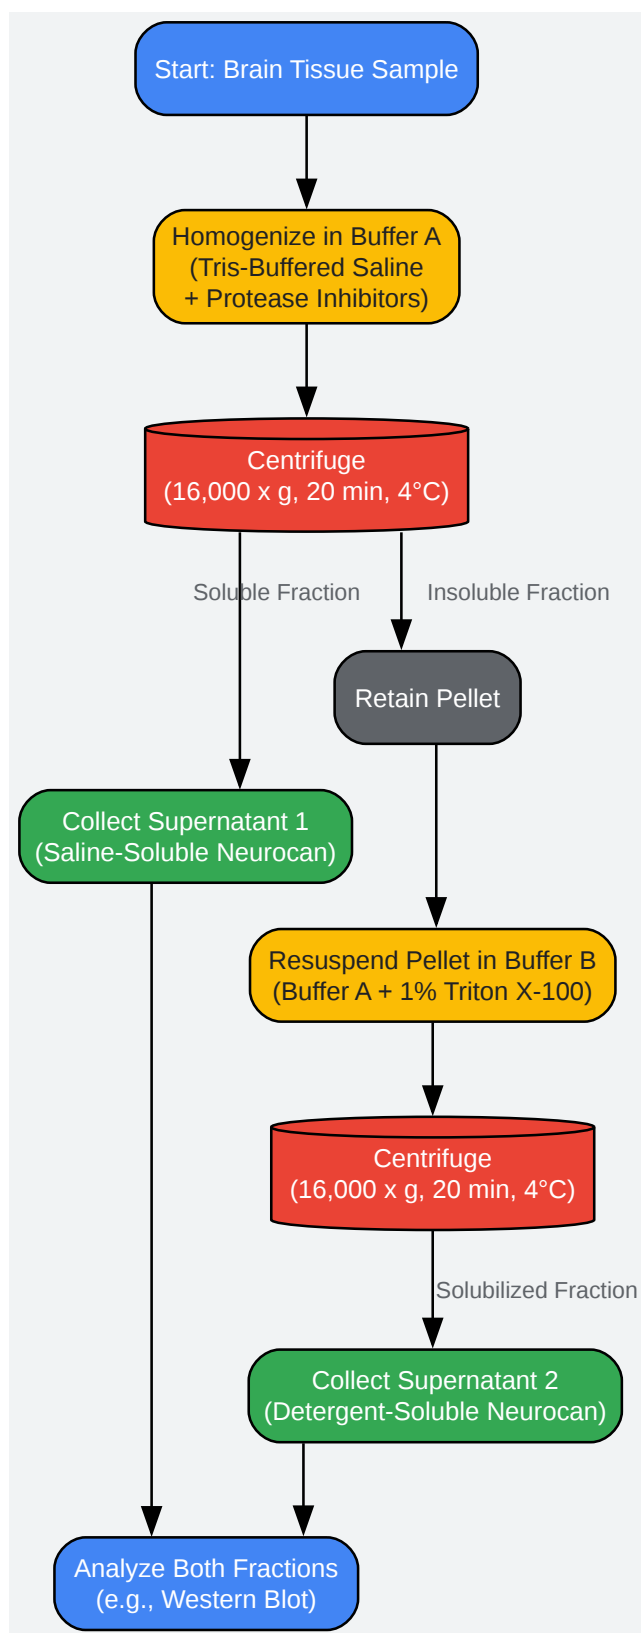 Start: Brain Tissue Sample
Homogenize in Buffer A
(Tris-Buffered Saline
+ Protease Inhibitors)
Centrifuge
(16,000 x g, 20 min, 4°C)
Soluble Fraction
Insoluble Fraction
Retain Pellet
Collect Supernatant 1
(Saline-Soluble Neurocan)
Resuspend Pellet in Buffer B
(Buffer A + 1% Triton X-100)
Centrifuge
(16,000 x g, 20 min, 4°C)
Solubilized Fraction
Collect Supernatant 2
(Detergent-Soluble Neurocan)
Analyze Both Fractions
(e.g., Western Blot)